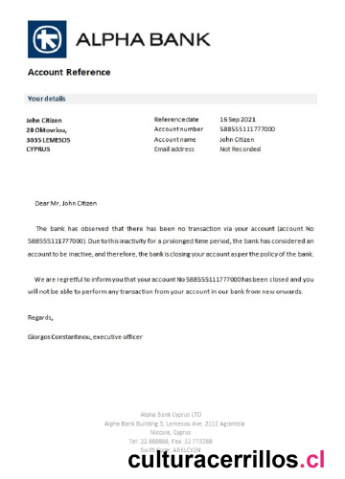 ALPHA BANK
Account Reference
Your details
John Citizen
28 Oktovriou,
3035 LEMESOS
CYPRUS
Reference date 16 Sep 2021
Account number 588555111777000
Account name John Citizen
Email address Not Recorded
Dear Mr. John Citizen
The bank has observed that there has been no transaction via your account (account No
588555111777000). Due to this inactivity for a prolonged time period, the bank has considered an
account to be inactive, and therefore, the bank is closing your account as per the policy of the bank.
We are regretful to inform you that your account No 588555111777000 has been closed and you
will not be able to perform any transaction from your account in our bank from new onwards.
Regards,
Giorgos Constantinou, executive officer
Alpha Bank Cyprus LTD
Alpha Bank Building 3, Lemesou Ave. 2112 Aglantzia
Nicosia, Cyprus
Tel: 22 888888, Fax: 22 773788
culturacerrillos.cl